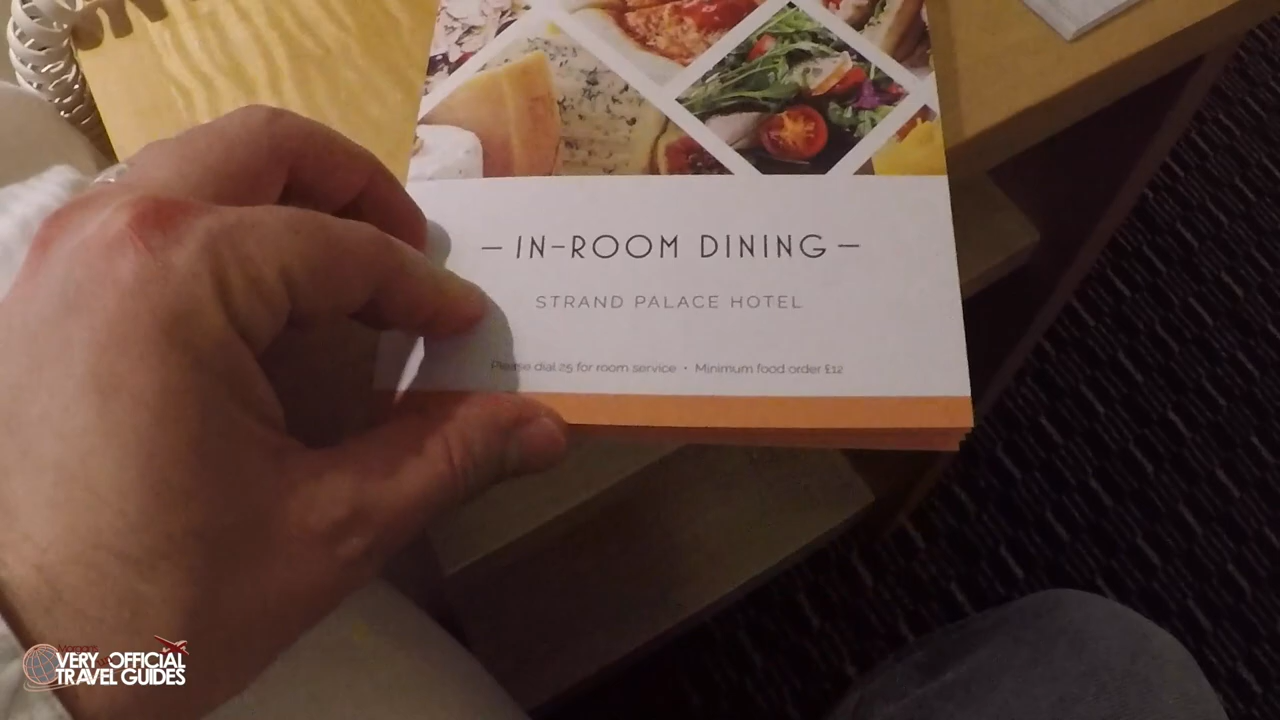 — IN-ROOM DINING —
STRAND PALACE HOTEL
Please dial 25 for room service • Minimum food order £12
VERY OFFICIAL
TRAVEL GUIDES